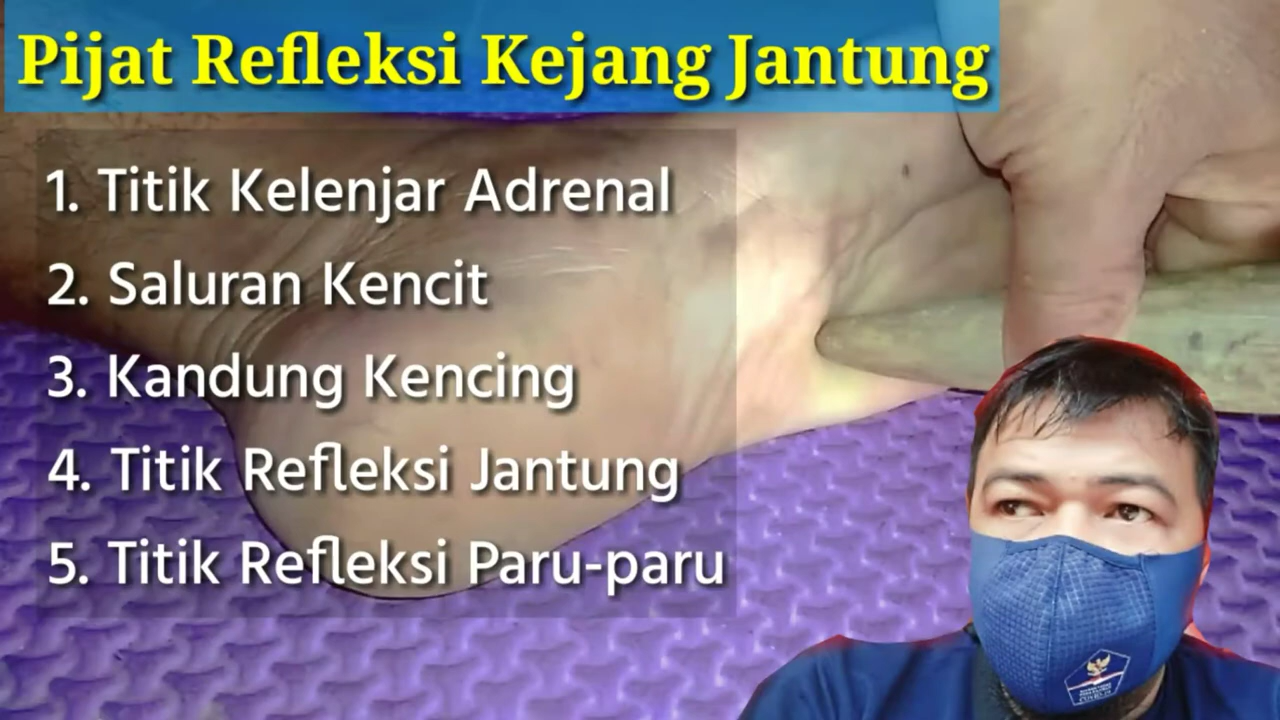 Pijat Refleksi Kejang Jantung
1. Titik Kelenjar Adrenal
2. Saluran Kencit
3. Kandung Kencing
4. Titik Refleksi Jantung
5. Titik Refleksi Paru-paru